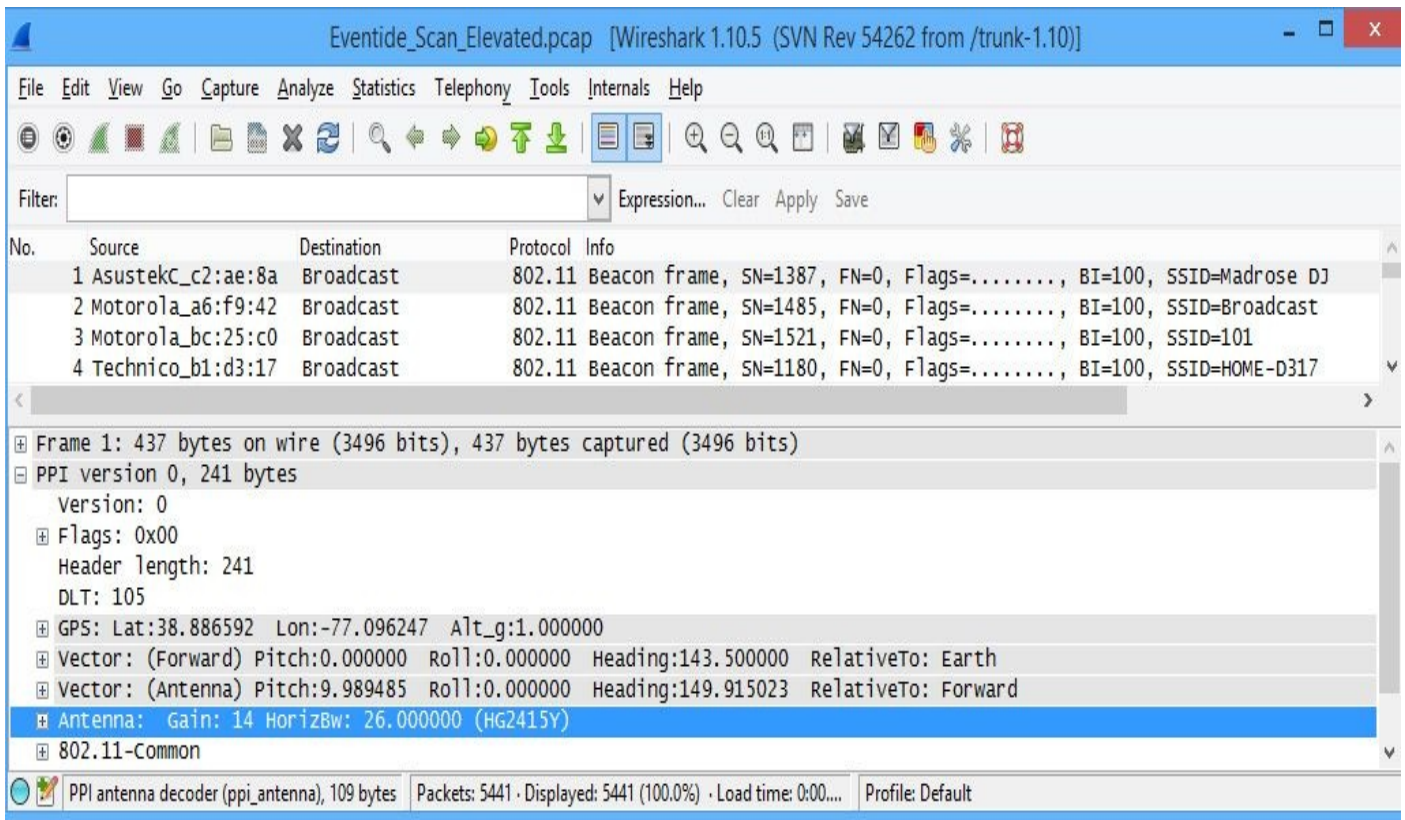 Eventide_Scan_Elevated.pcap [Wireshark 1.10.5 (SVN Rev 54262 from /trunk-1.10)]
File Edit View Go Capture Analyze Statistics Telephony Tools Internals Help
Filter: Expression... Clear Apply Save
No. Source Destination Protocol Info
1 AsustekC_c2:ae:8a Broadcast 802.11 Beacon frame, SN=1387, FN=0, Flags=........, BI=100, SSID=Madrose DJ
2 Motorola_a6:f9:42 Broadcast 802.11 Beacon frame, SN=1485, FN=0, Flags=........, BI=100, SSID=Broadcast
3 Motorola_bc:25:c0 Broadcast 802.11 Beacon frame, SN=1521, FN=0, Flags=........, BI=100, SSID=101
4 Technico_b1:d3:17 Broadcast 802.11 Beacon frame, SN=1180, FN=0, Flags=........, BI=100, SSID=HOME-D317
Frame 1: 437 bytes on wire (3496 bits), 437 bytes captured (3496 bits)
PPI version 0, 241 bytes
Version: 0
Flags: 0x00
Header length: 241
DLT: 105
GPS: Lat:38.886592 Lon:-77.096247 Alt_g:1.000000
Vector: (Forward) Pitch:0.000000 Roll:0.000000 Heading:143.500000 RelativeTo: Earth
Vector: (Antenna) Pitch:9.989485 Roll:0.000000 Heading:149.915023 RelativeTo: Forward
Antenna: Gain: 14 HorizBw: 26.000000 (HG2415Y)
802.11-Common
PPI antenna decoder (ppi_antenna), 109 bytes Packets: 5441 · Displayed: 5441 (100.0%) · Load time: 0:00.... Profile: Default